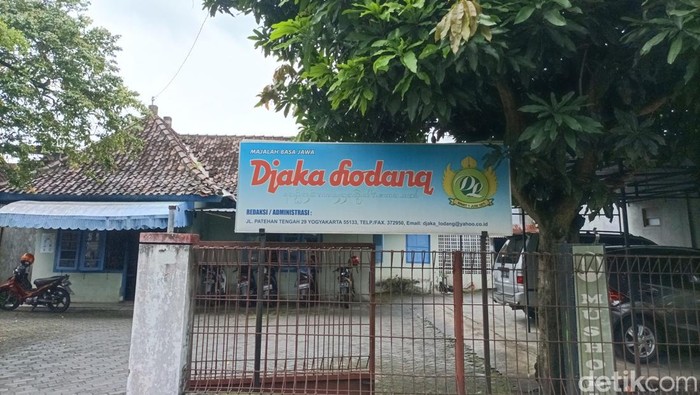 MAJALAH BASA JAWA
Djaka Lodang
REDAKSI / ADMINISTRASI :
JL. PATEHAN TENGAH 29 YOGYAKARTA 55133, TELP/FAX. 372950, Email: djaka_lodang@yahoo.co.id
MUSHO
detikcom